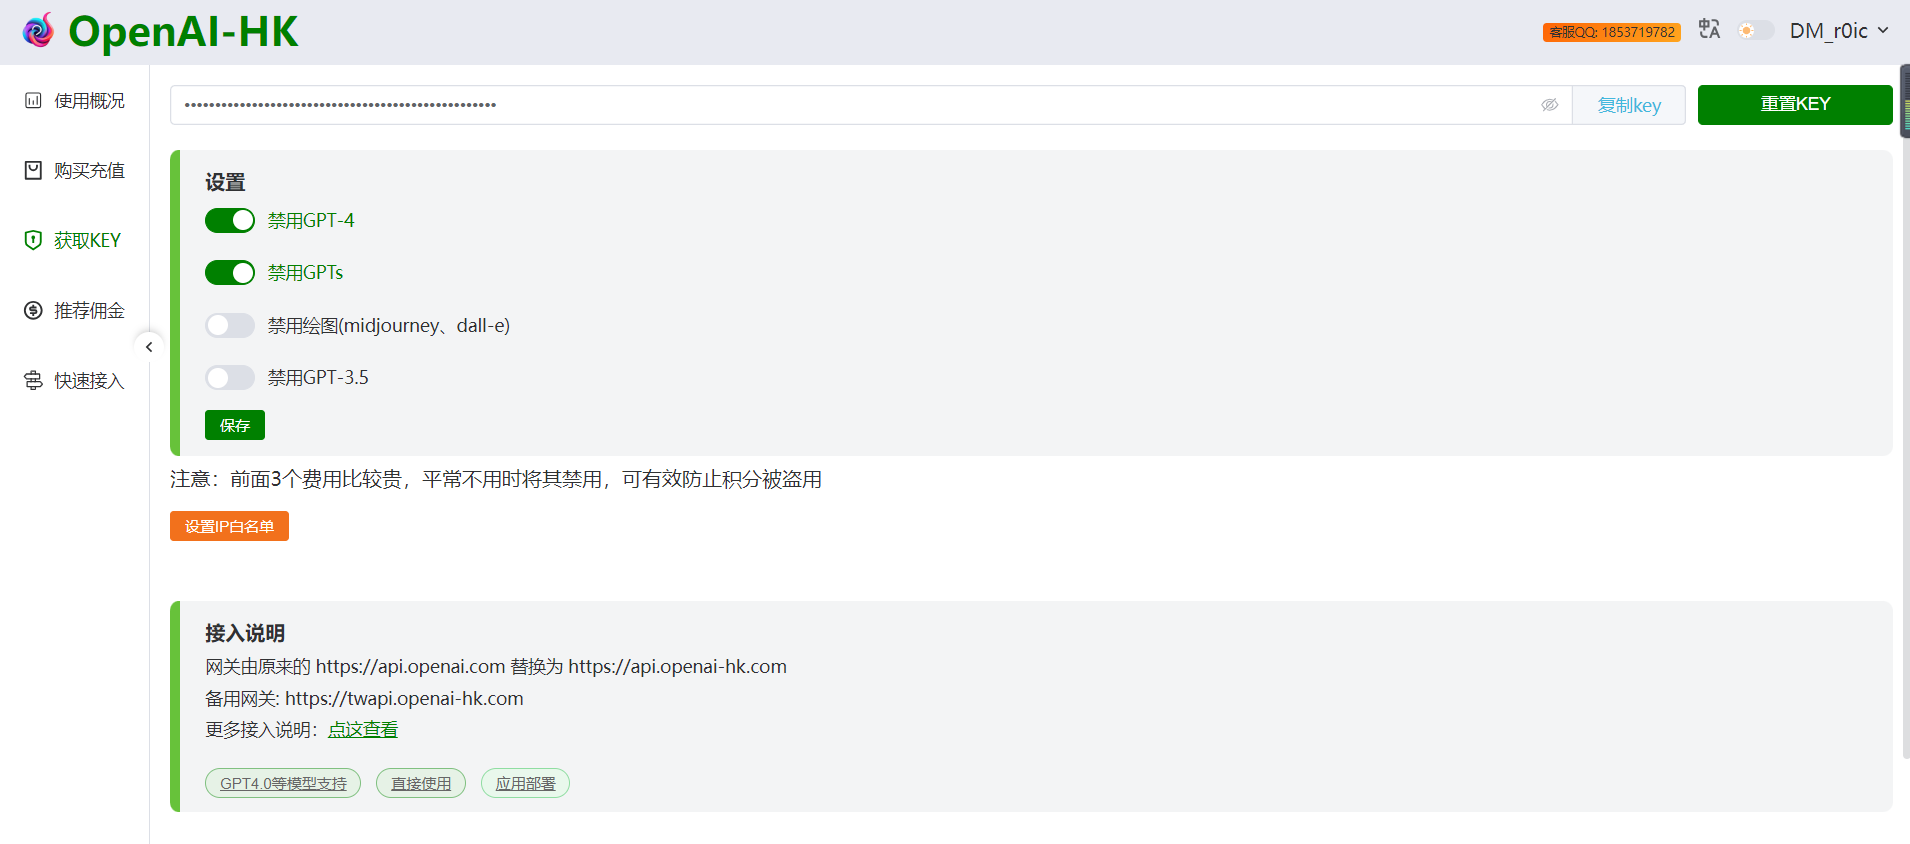 OpenAI-HK
客服QQ: 1853719782
DM_r0ic
使用概况
购买充值
获取KEY
推荐佣金
快速接入
••••••••••••••••••••••••••••••••••••••••••••••••••• 复制key 重置KEY
设置
禁用GPT-4
禁用GPTs
禁用绘图(midjourney、dall-e)
禁用GPT-3.5
保存
注意：前面3个费用比较贵，平常不用时将其禁用，可有效防止积分被盗用
设置IP白名单
接入说明
网关由原来的 https://api.openai.com 替换为 https://api.openai-hk.com
备用网关: https://twapi.openai-hk.com
更多接入说明：点这查看
GPT4.0等模型支持 直接使用 应用部署